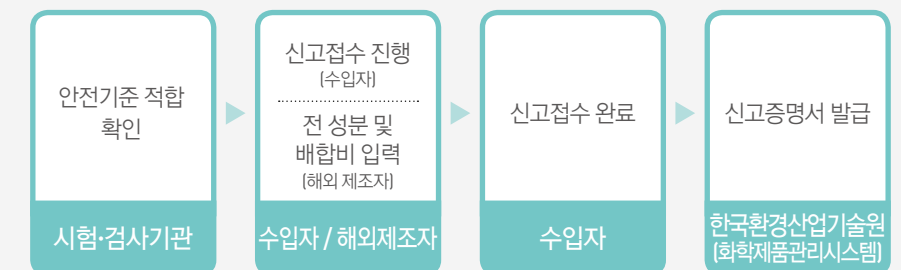 안전기준 적합
확인
시험·검사기관
신고접수 진행
(수입자)
전 성분 및
배합비 입력
(해외 제조자)
수입자 / 해외제조자
신고접수 완료
수입자
신고증명서 발급
한국환경산업기술원
(화학제품관리시스템)